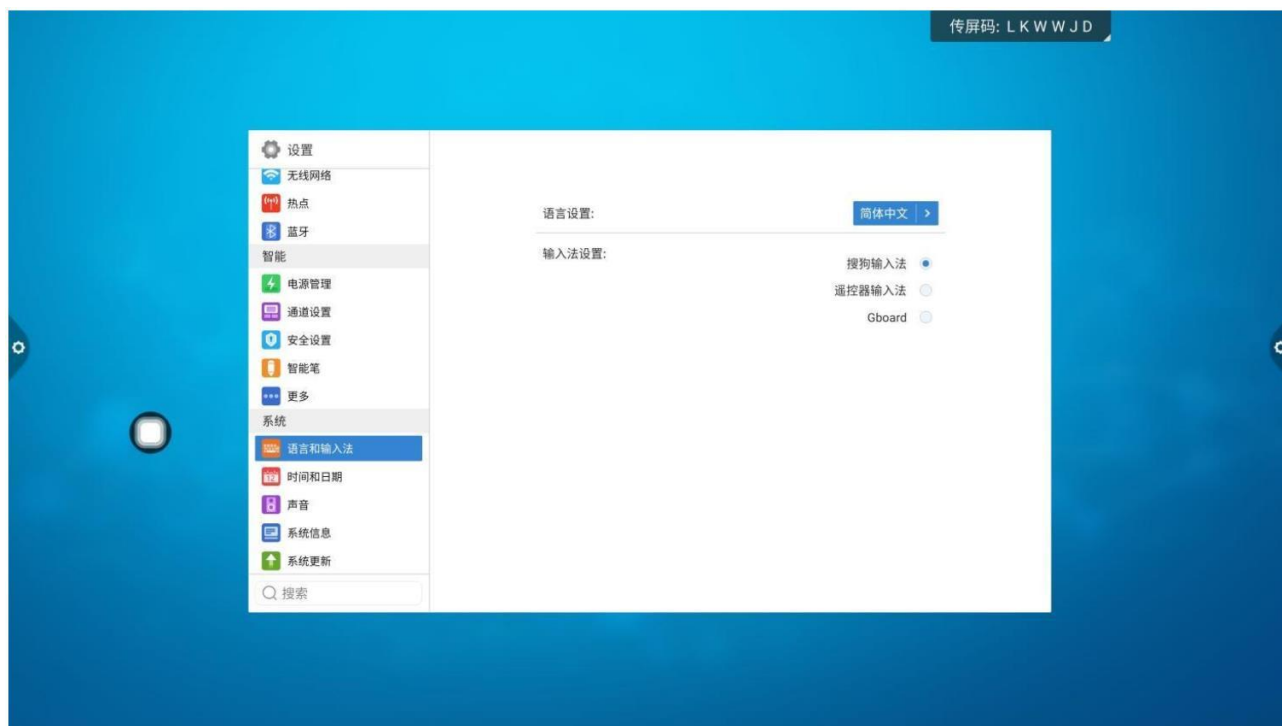 传屏码: LKWWJD
设置
无线网络
热点
蓝牙
智能
电源管理
通道设置
安全设置
智能笔
更多
系统
语言和输入法
时间和日期
声音
系统信息
系统更新
搜索
语言设置:
简体中文
输入法设置:
搜狗输入法
遥控器输入法
Gboard